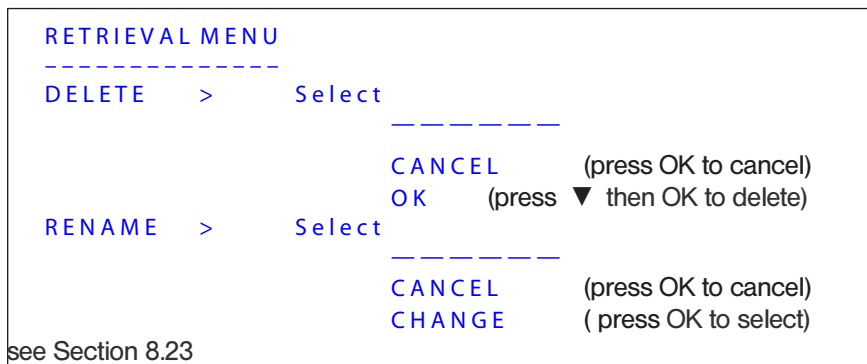 RETRIEVAL MENU
– – – – – – – – – – – – – –
DELETE > Select
— — — — — —
CANCEL (press OK to cancel)
OK (press ▼ then OK to delete)
RENAME > Select
— — — — — —
CANCEL (press OK to cancel)
CHANGE ( press OK to select)
see Section 8.23